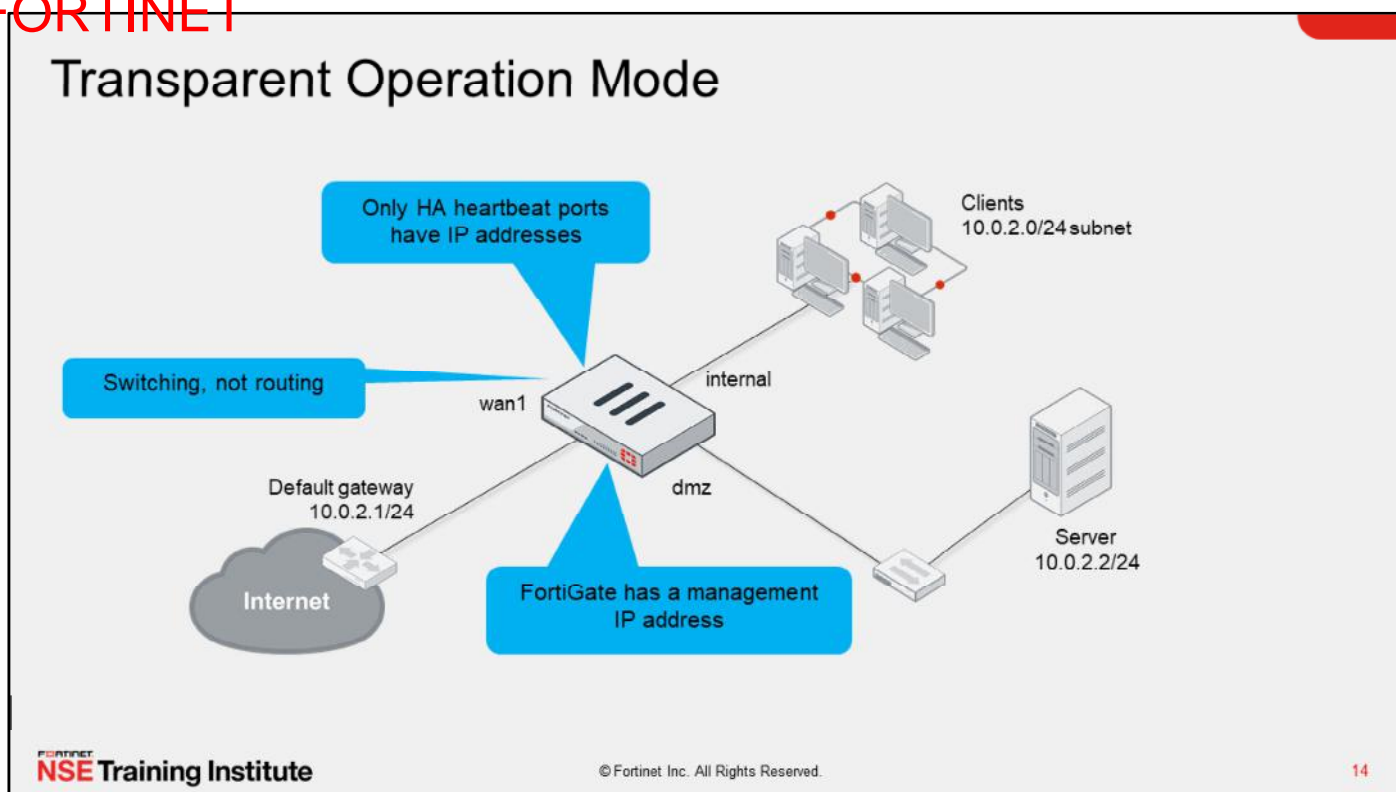 FORTINET
Transparent Operation Mode
Only HA heartbeat ports
have IP addresses
Clients
10.0.2.0/24 subnet
Switching, not routing
internal
wan1
Default gateway
10.0.2.1/24
dmz
Server
10.0.2.2/24
Internet
FortiGate has a management
IP address
FORTINET
NSE Training Institute
© Fortinet Inc. All Rights Reserved.
14